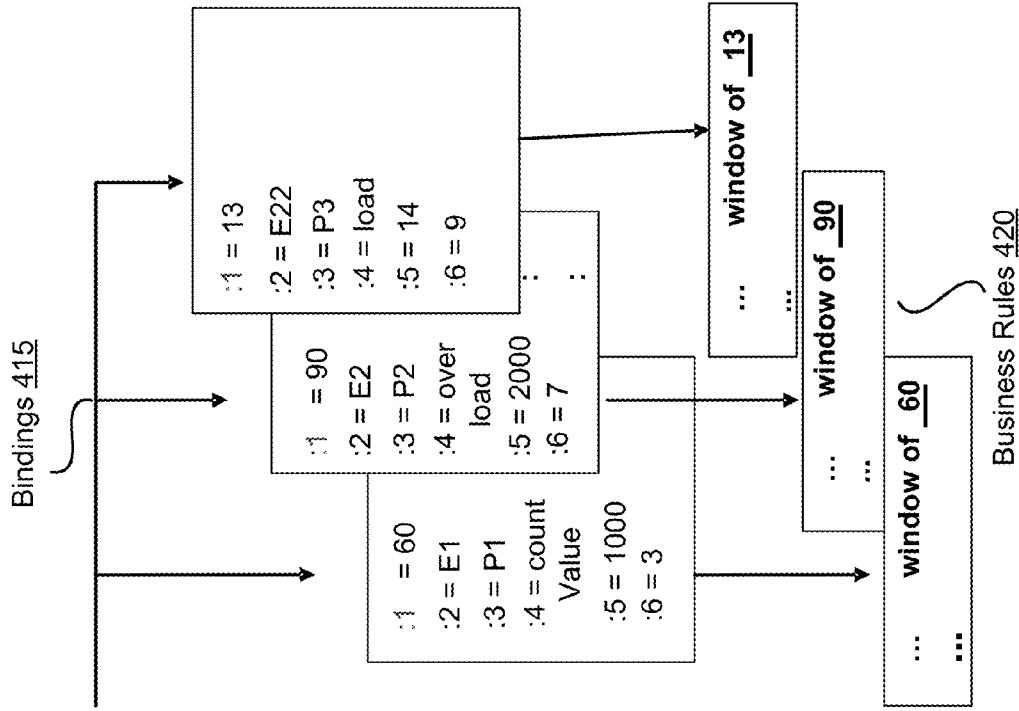 Bindings 415
:1 = 60
:2 = E1
:3 = P1
:4 = count
Value
:5 = 1000
:6 = 3
:1 = 90
:2 = E2
:3 = P2
:4 = over
load
:5 = 2000
:6 = 7
:1 = 13
:2 = E22
:3 = P3
:4 = load
:5 = 14
:6 = 9
:
:
... window of 60
...
... window of 90
...
... window of 13
...
Business Rules 420